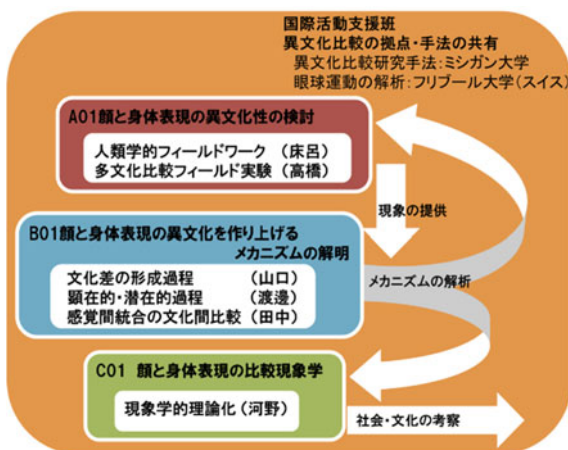 国際活動支援班
異文化比較の拠点・手法の共有
異文化比較研究手法:ミシガン大学
眼球運動の解析:フリブール大学(スイス)
A01顔と身体表現の異文化性の検討
人類学的フィールドワーク (床呂)
多文化比較フィールド実験 (高橋)
現象の提供
B01顔と身体表現の異文化を作り上げる
メカニズムの解明
文化差の形成過程 (山口)
顕在的・潜在的過程 (渡邊)
感覚間統合の文化間比較 (田中)
メカニズムの解析
C01 顔と身体表現の比較現象学
現象学的理論化(河野)
社会・文化の考察